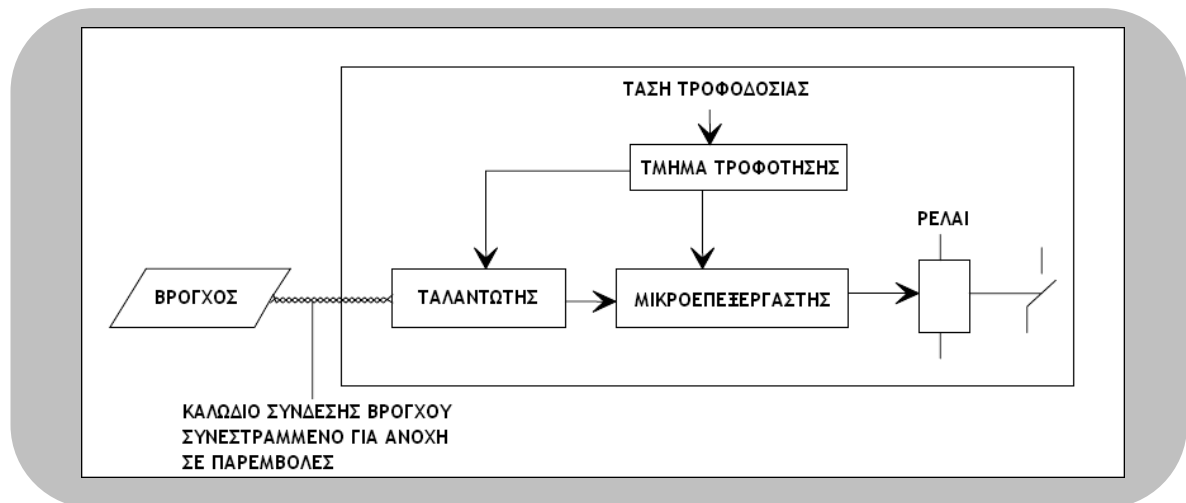 ΤΑΣΗ ΤΡΟΦΟΔΟΣΙΑΣ
ΤΜΗΜΑ ΤΡΟΦΟΤΗΣΗΣ
ΡΕΛΑΙ
ΒΡΟΓΧΟΣ
ΤΑΛΑΝΤΩΤΗΣ
ΜΙΚΡΟΕΠΕΞΕΡΓΑΣΤΗΣ
ΚΑΛΩΔΙΟ ΣΥΝΔΕΣΗΣ ΒΡΟΓΧΟΥ
ΣΥΝΕΣΤΡΑΜΜΕΝΟ ΓΙΑ ΑΝΟΧΗ
ΣΕ ΠΑΡΕΜΒΟΛΕΣ